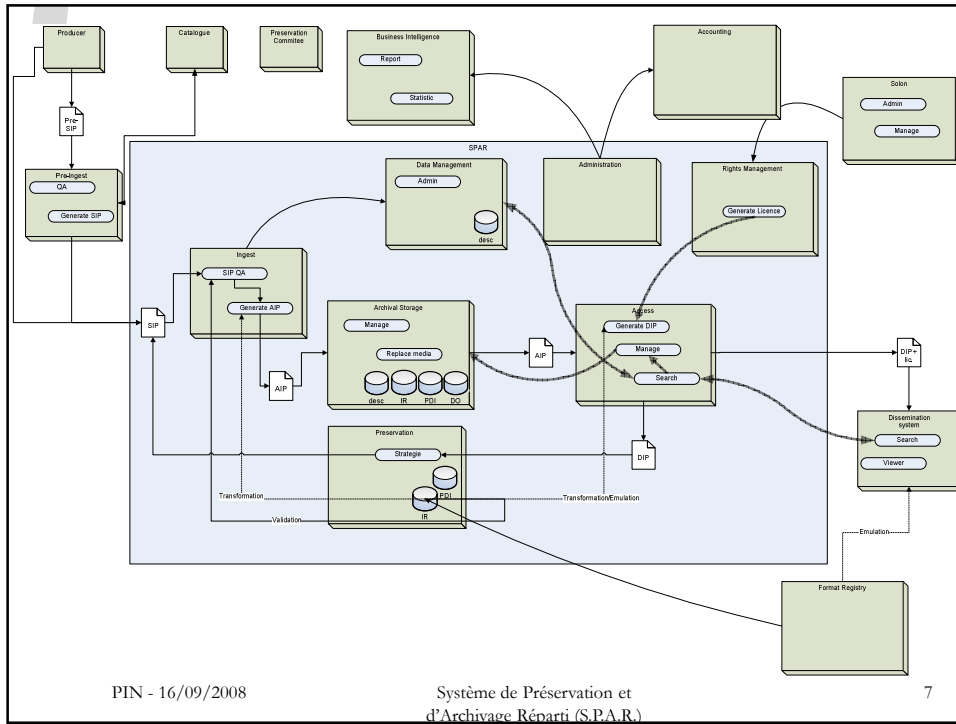 Producer
Catalogue
Preservation
Commitee
Business Intelligence
Report
Statistic
Accounting
Solon
Admin
Manage
Pre-
SIP
SPAR
Pre-Ingest
QA
Generate SIP
Data Management
Admin
desc
Administration
Rights Management
Generate Licence
Ingest
SIP QA
Generate AIP
SIP
AIP
Archival Storage
Manage
Replace media
desc
IR
PDI
DO
AIP
Access
Generate DIP
Manage
Search
DIP+
lic.
DIP
Dissemination
system
Search
Viewer
Preservation
Strategie
PDI
IR
Transformation
Validation
Transformation/Emulation
Emulation
Format Registry
PIN - 16/09/2008
Système de Préservation et
d'Archivage Réparti (S.P.A.R.)
7